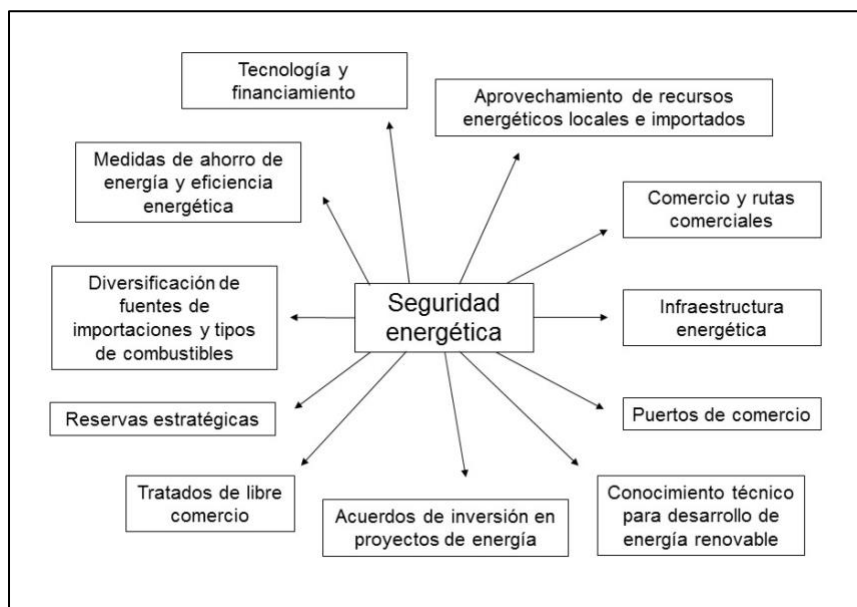 Tecnología y
financiamiento
Aprovechamiento de recursos
energéticos locales e importados
Medidas de ahorro de
energía y eficiencia
energética
Comercio y rutas
comerciales
Diversificación de
fuentes de
importaciones y tipos
de combustibles
Seguridad
energética
Infraestructura
energética
Reservas estratégicas
Puertos de comercio
Tratados de libre
comercio
Acuerdos de inversión en
proyectos de energía
Conocimiento técnico
para desarrollo de
energía renovable